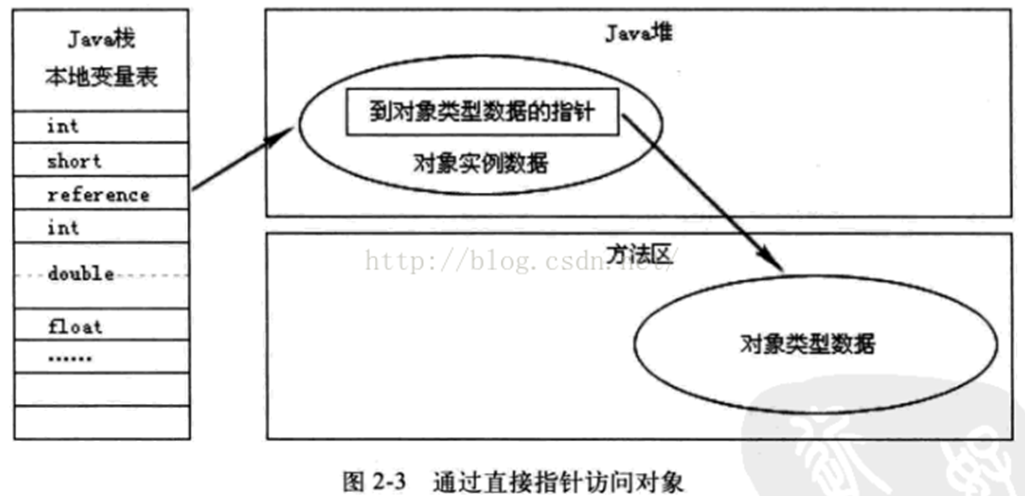 Java栈
本地变量表
int
short
reference
int
double
float
……
Java堆
到对象类型数据的指针
对象实例数据
方法区
http://blog.csdn.net/
对象类型数据
图 2-3 通过直接指针访问对象